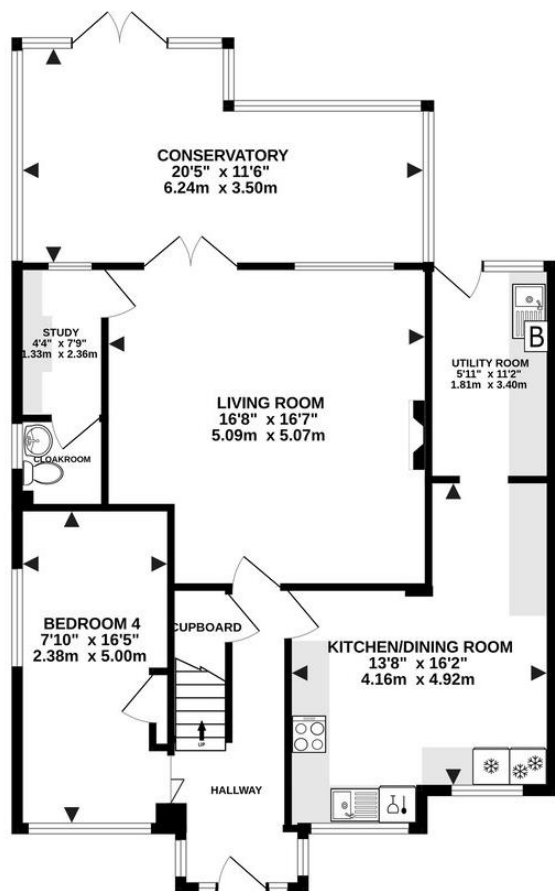 CONSERVATORY
20'5" x 11'6"
6.24m x 3.50m
STUDY
4'4" x 7'9"
1.33m x 2.36m
B
UTILITY ROOM
5'11" x 11'2"
1.81m x 3.40m
LIVING ROOM
16'8" x 16'7"
5.09m x 5.07m
CLOAKROOM
BEDROOM 4
7'10" x 16'5"
2.38m x 5.00m
CUPBOARD
KITCHEN/DINING ROOM
13'8" x 16'2"
4.16m x 4.92m
UP
HALLWAY